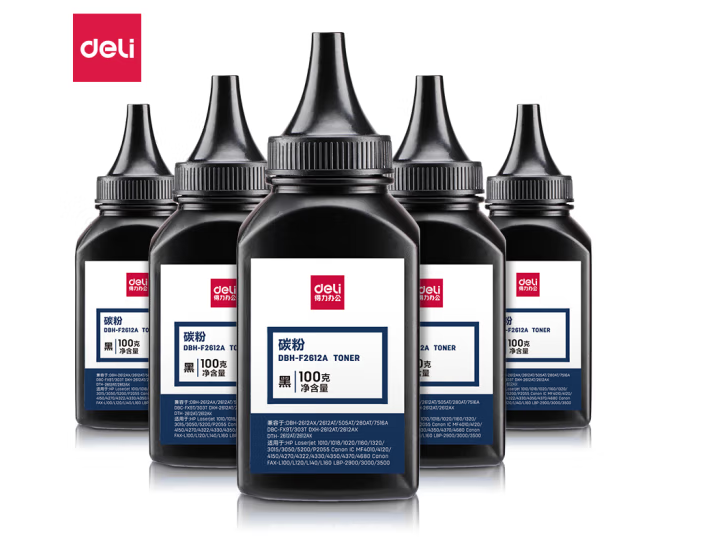 deli
deli
得力办公
碳粉
DBH-F2612A TONER
黑 100克
净含量
兼容于:DBH-2612AX/2612AT/505AT/280AT/7516A
DBC-FX9T/303T DXH-2612AT/2612AX
DTH-2612AT/2612AX
适用于:HP Laserjet 1010/1018/1020/1160/1320/
3015/3050/5200/P2055 Canon iC MF4010/4120/
4150/4270/4322/4330/4350/4370/4680 Canon
FAX-L100/L120/L140/L160 LBP-2900/3000/3500